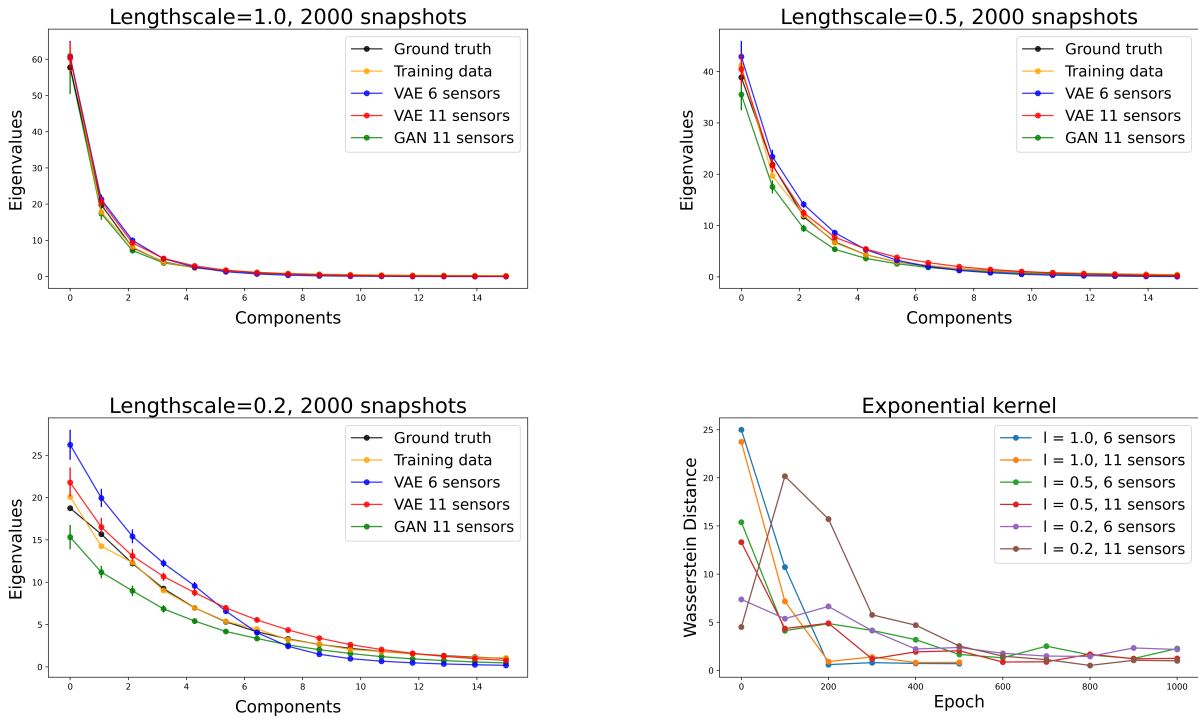 Lengthscale=1.0, 2000 snapshots
Eigenvalues
60
50
40
30
20
10
0
Ground truth
Training data
VAE 6 sensors
VAE 11 sensors
GAN 11 sensors
0 2 4 6 8 10 12 14
Components
Lengthscale=0.5, 2000 snapshots
Eigenvalues
40
30
20
10
0
Ground truth
Training data
VAE 6 sensors
VAE 11 sensors
GAN 11 sensors
0 2 4 6 8 10 12 14
Components
Lengthscale=0.2, 2000 snapshots
Eigenvalues
25
20
15
10
5
0
Ground truth
Training data
VAE 6 sensors
VAE 11 sensors
GAN 11 sensors
0 2 4 6 8 10 12 14
Components
Exponential kernel
Wasserstein Distance
25
20
15
10
5
0
l = 1.0, 6 sensors
l = 1.0, 11 sensors
l = 0.5, 6 sensors
l = 0.5, 11 sensors
l = 0.2, 6 sensors
l = 0.2, 11 sensors
0 200 400 600 800 1000
Epoch